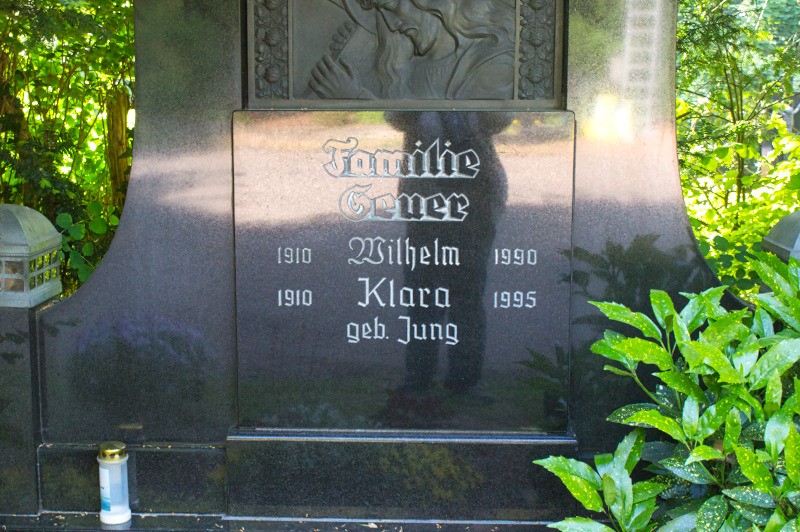 Familie
Geuer
1910 Wilhelm 1990
1910 Klara 1995
geb. Jung